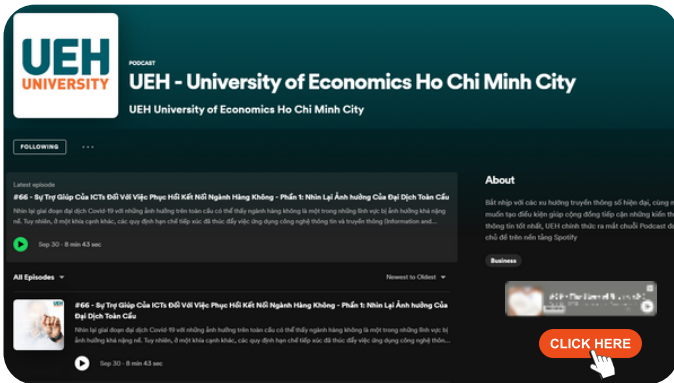 UEH
UNIVERSITY
PODCAST
UEH - University of Economics Ho Chi Minh City
UEH University of Economics Ho Chi Minh City
FOLLOWING
Latest episode
#66 - Sự Trợ Giúp Của ICTs Đối Với Việc Phục Hồi Kết Nối Ngành Hàng Không - Phần 1: Nhìn Lại Ảnh hưởng Của Đại Dịch Toàn Cầu
Nhìn lại giai đoạn đại dịch Covid-19 với những ảnh hưởng trên toàn cầu có thể thấy ngành hàng không là một trong những lĩnh vực bị ảnh hưởng khá nặng
nề. Tuy nhiên, ở một khía cạnh khác, các quy định hạn chế tiếp xúc đã thúc đẩy việc ứng dụng công nghệ thông tin và truyền thông (Information and...
Sep 30 · 8 min 43 sec
All Episodes
Newest to Oldest
#66 - Sự Trợ Giúp Của ICTs Đối Với Việc Phục Hồi Kết Nối Ngành Hàng Không - Phần 1: Nhìn Lại Ảnh hưởng Của
Đại Dịch Toàn Cầu
Nhìn lại giai đoạn đại dịch Covid-19 với những ảnh hưởng trên toàn cầu có thể thấy ngành hàng không là một trong những lĩnh vực bị
ảnh hưởng khá nặng nề. Tuy nhiên, ở một khía cạnh khác, các quy định hạn chế tiếp xúc đã thúc đẩy việc ứng dụng công nghệ thôn...
Sep 30 · 8 min 43 sec
About
Bắt nhịp với các xu hướng truyền thông số hiện đại, cùng
muốn tạo điều kiện giúp cộng đồng tiếp cận những kiến
thông tin tốt nhất, UEH chính thức ra mắt chuỗi Podcast
chủ đề trên nền tảng Spotify
Business
CLICK HERE